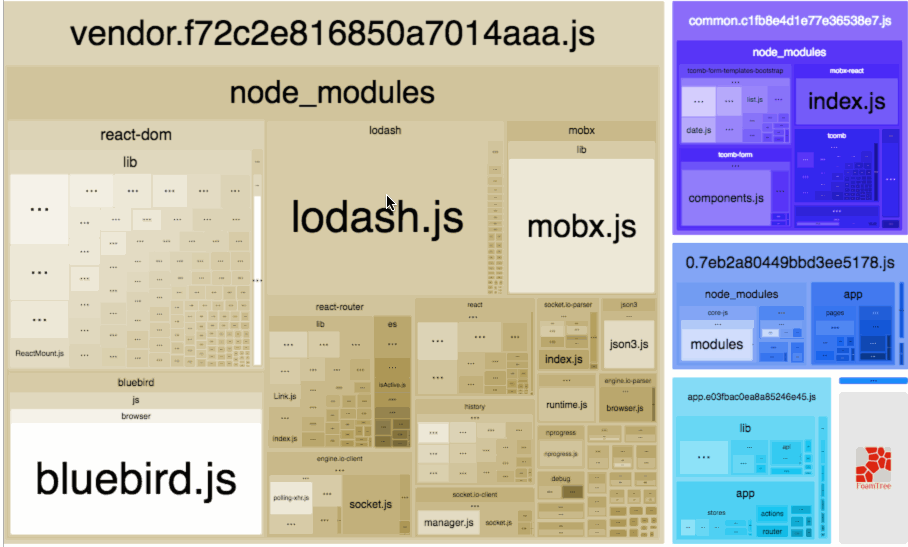 vendor.f72c2e816850a7014aaa.js
node_modules
react-dom
lib
ReactMount.js
bluebird
js
browser
bluebird.js
lodash
lodash.js
mobx
lib
mobx.js
react-router
lib
es
Link.js
isActive.js
index.js
engine.io-client
polling-xhr.js
socket.js
react
history
socket.io-client
manager.js
socket.js
socket.io-parser
index.js
json3
json3.js
runtime.js
engine.io-parser
browser.js
nprogress
nprogress.js
debug
common.c1fb8e4d1e77e36538e7.js
node_modules
tcomb-form-templates-bootstrap
list.js
date.js
mobx-react
index.js
tcomb-form
components.js
tcomb
0.7eb2a80449bbd3ee5178.js
node_modules
core-js
modules
app
pages
app.e03fbac0ea8a85246e45.js
lib
api
app
stores
actions
router
FoamTree